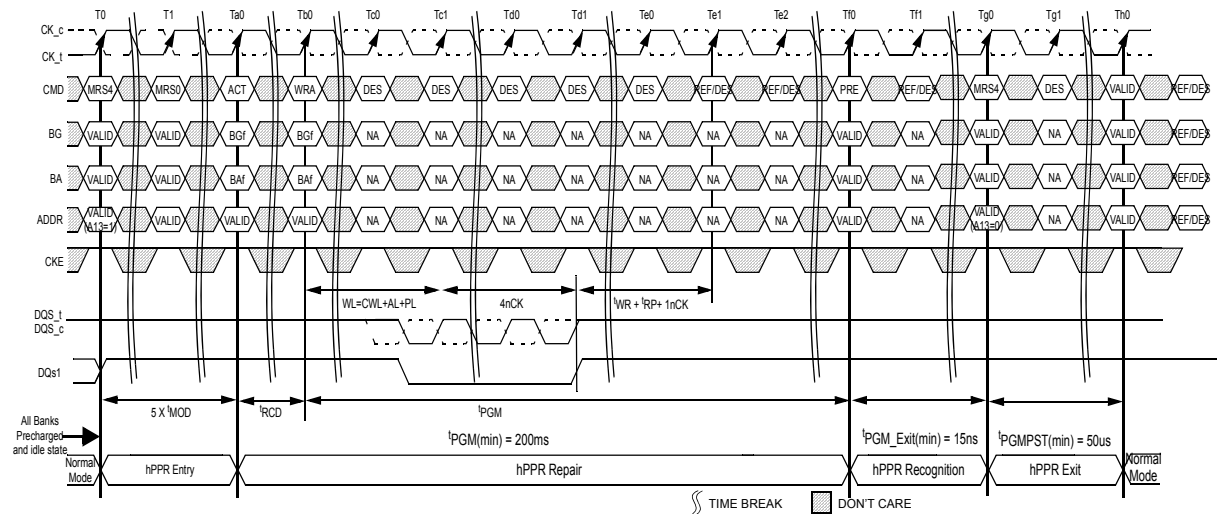 T0 T1 Ta0 Tb0 Tc0 Tc1 Td0 Td1 Te0 Te1 Te2 Tf0 Tf1 Tg0 Tg1 Th0
CK_c
CK_t
CMD MRS4 MRS0 ACT WRA DES DES DES DES DES REF/DES REF/DES PRE REF/DES MRS4 DES VALID REF/DES
BG VALID VALID BGf BGf NA NA NA NA NA NA NA VALID NA VALID NA VALID REF/DES
BA VALID VALID BAf BAf NA NA NA NA NA NA NA VALID NA VALID NA VALID REF/DES
ADDR VALID (A13=1) VALID VALID VALID NA NA NA NA NA NA NA VALID NA VALID (A13=0) NA VALID REF/DES
CKE
WL=CWL+AL+PL 4nCK tWR + tRP+ 1nCK
DQS_t
DQS_c
DQs1
5 X tMOD tRCD tPGM
All Banks
Precharged
and idle state
tPGM(min) = 200ms tPGM_Exit(min) = 15ns tPGMPST(min) = 50us
Normal Mode hPPR Entry hPPR Repair hPPR Recognition hPPR Exit Normal Mode
TIME BREAK DON'T CARE